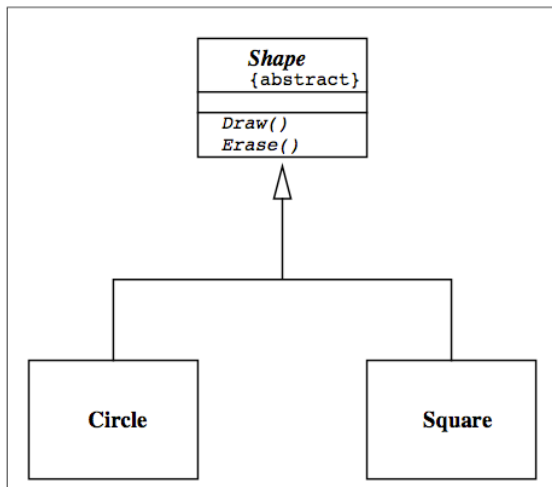 Shape
{abstract}
Draw()
Erase()
Circle
Square